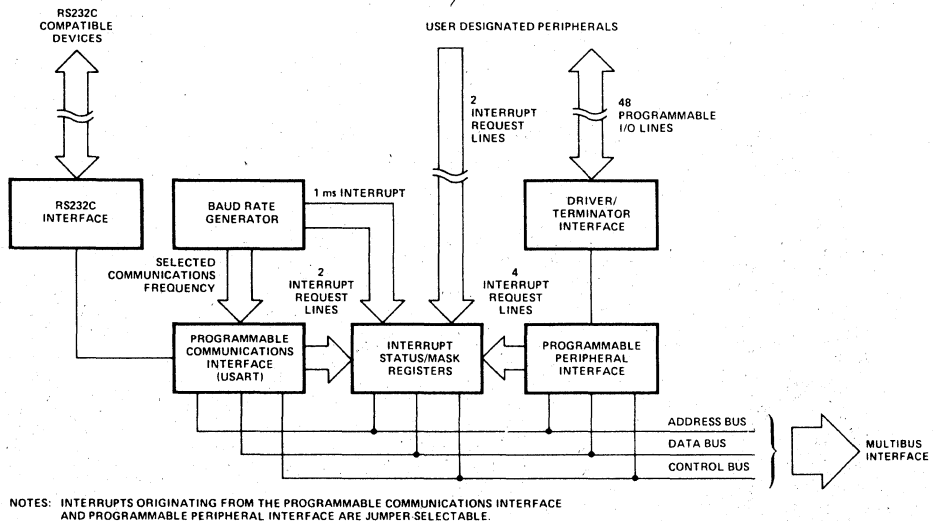 RS232C
COMPATIBLE
DEVICES
USER DESIGNATED PERIPHERALS
2
INTERRUPT
REQUEST
LINES
48
PROGRAMMABLE
I/O LINES
RS232C
INTERFACE
BAUD RATE
GENERATOR
1 ms INTERRUPT
DRIVER/
TERMINATOR
INTERFACE
SELECTED
COMMUNICATIONS
FREQUENCY
2
INTERRUPT
REQUEST
LINES
4
INTERRUPT
REQUEST
LINES
PROGRAMMABLE
COMMUNICATIONS
INTERFACE
(USART)
INTERRUPT
STATUS/MASK
REGISTERS
PROGRAMMABLE
PERIPHERAL
INTERFACE
ADDRESS BUS
DATA BUS
CONTROL BUS
MULTIBUS
INTERFACE
NOTES: INTERRUPTS ORIGINATING FROM THE PROGRAMMABLE COMMUNICATIONS INTERFACE
AND PROGRAMMABLE PERIPHERAL INTERFACE ARE JUMPER SELECTABLE.